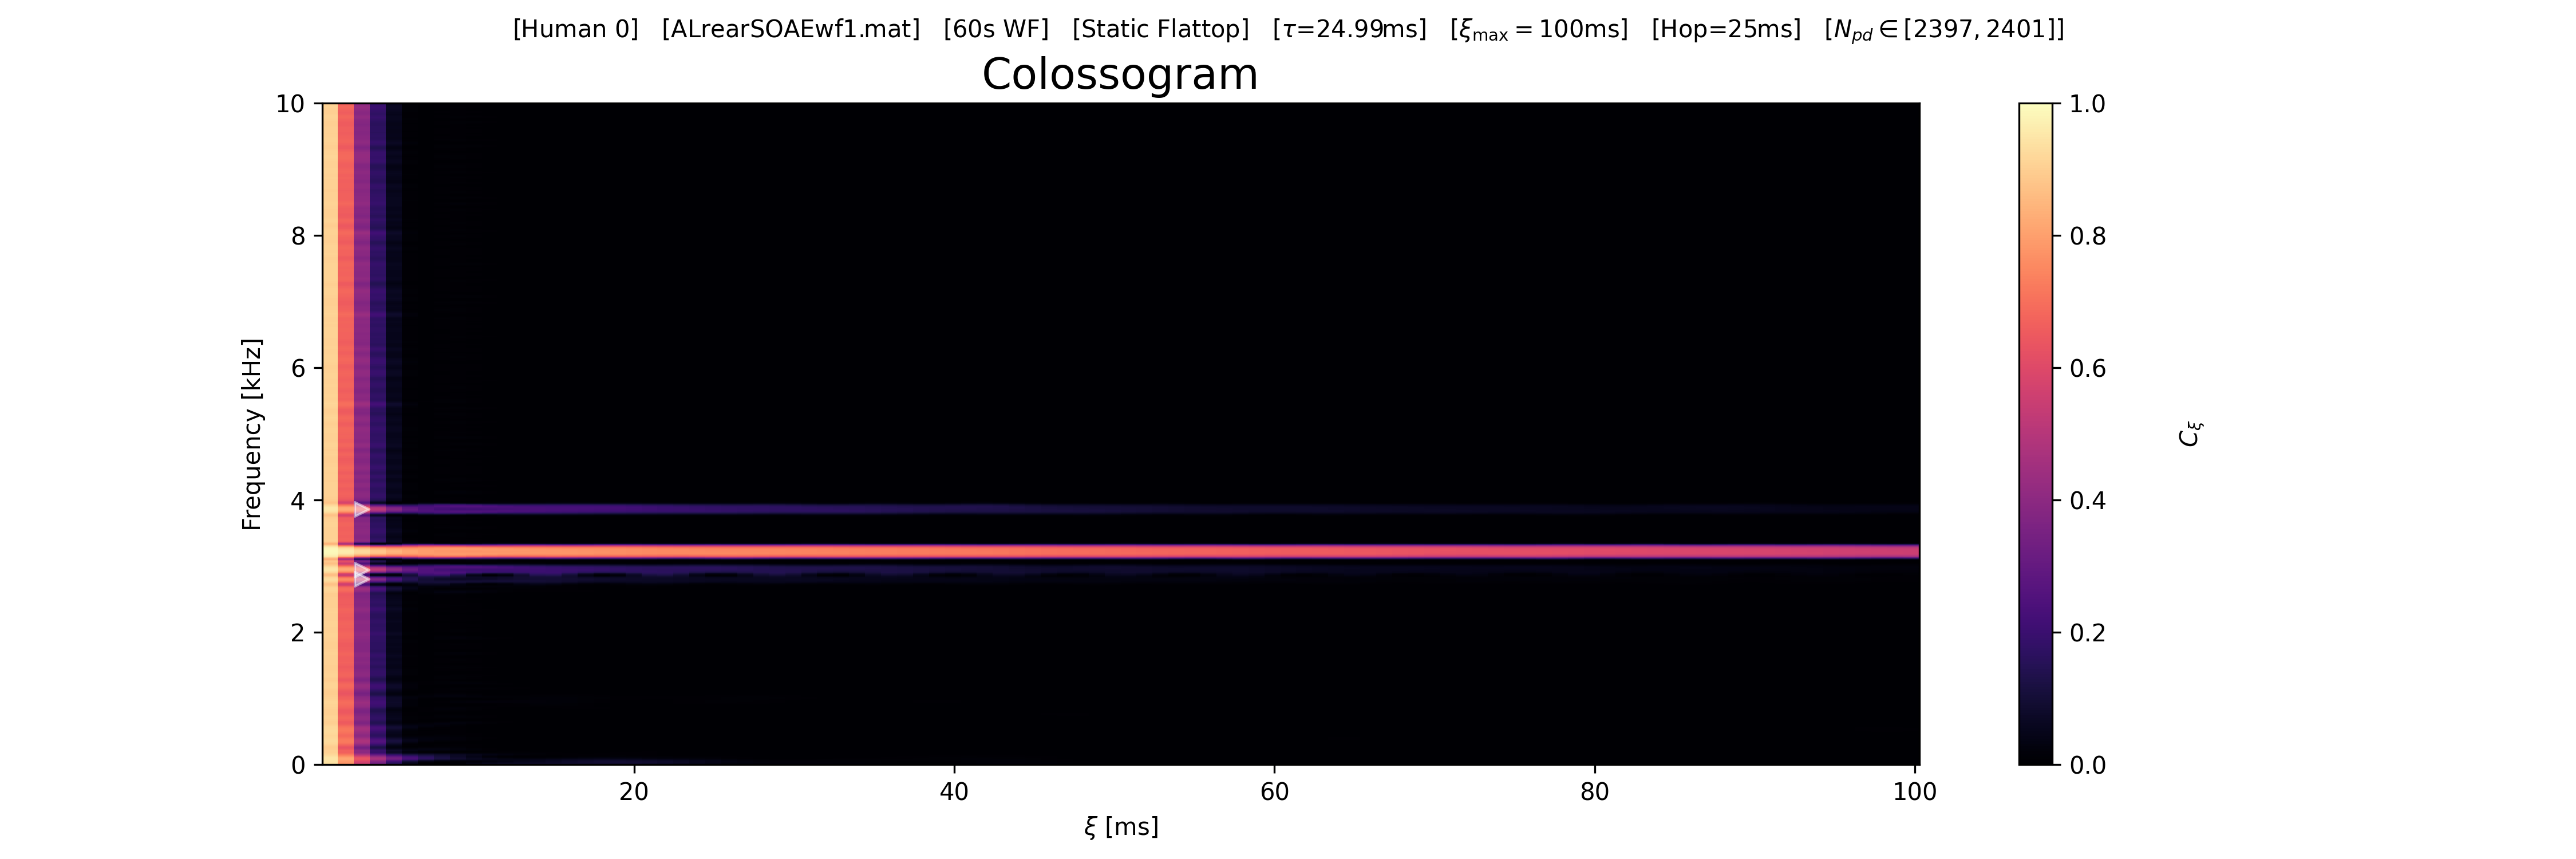 [Human 0] [ALrearSOAEwf1.mat] [60s WF] [Static Flattop] [τ=24.99ms] [ξmax = 100ms] [Hop=25ms] [Npd ∈ [2397, 2401]]
Colossogram
10
8
6
4
2
0
Frequency [kHz]
20 40 60 80 100
ξ [ms]
1.0
0.8
0.6
0.4
0.2
0.0
Cξ